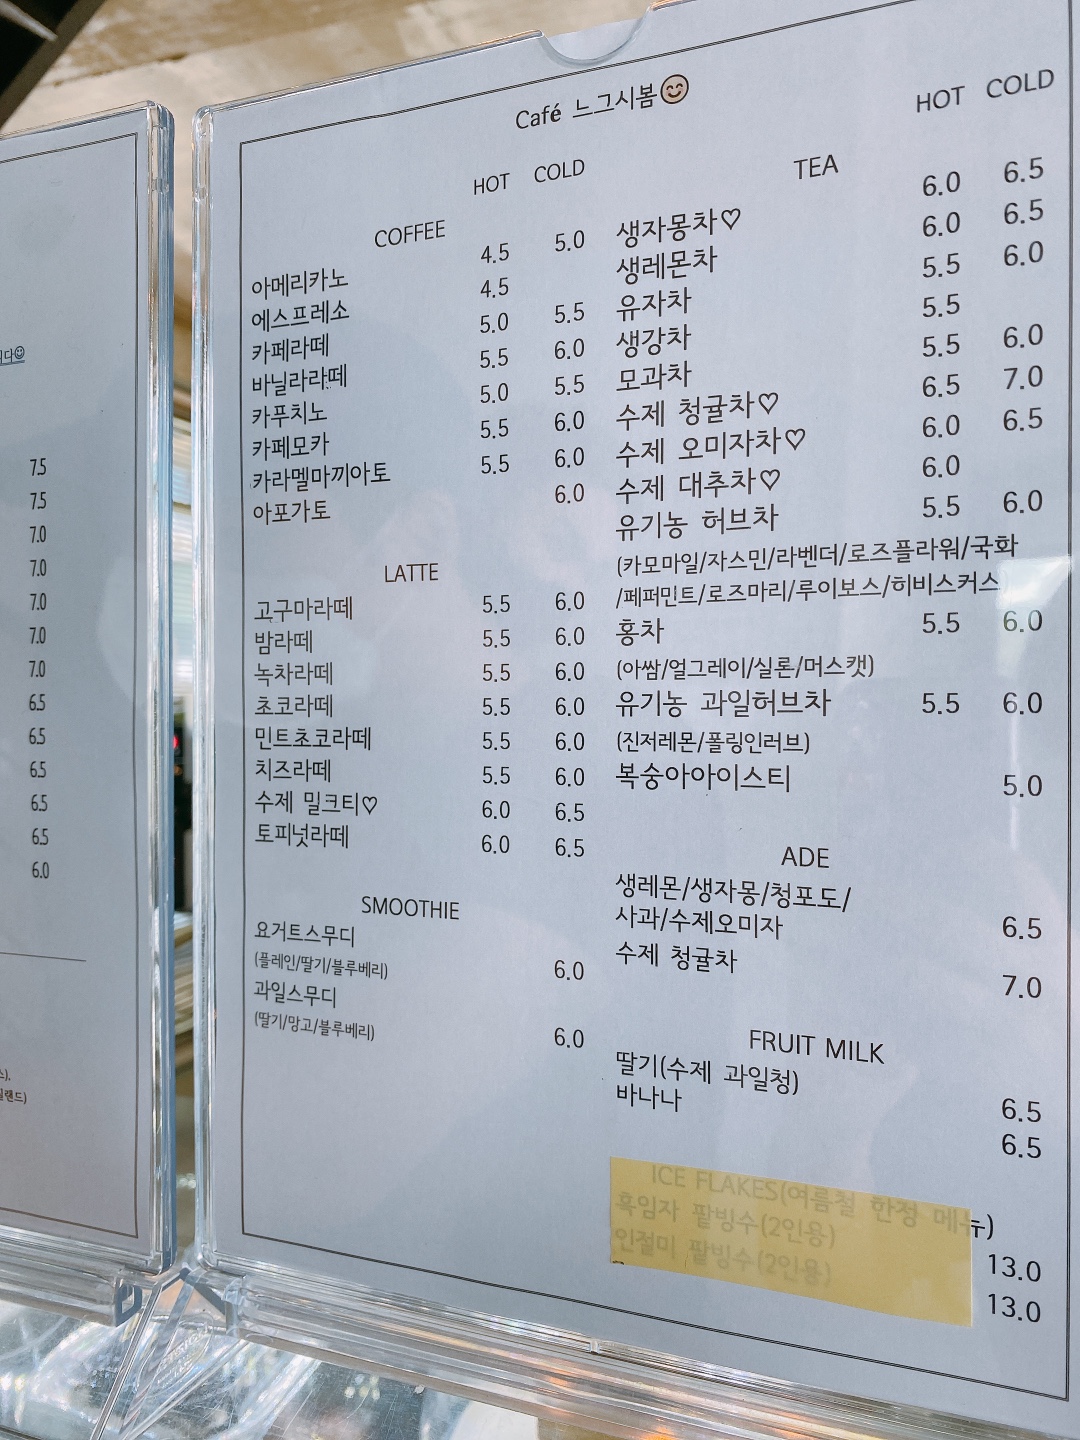 니다☺
7.5
7.5
7.0
7.0
7.0
7.0
7.0
6.5
6.5
6.5
6.5
6.5
6.0
Café 느그시봄😊
HOT COLD
COFFEE
아메리카노 4.5 5.0
에스프레소 4.5
카페라떼 5.0 5.5
바닐라라떼 5.5 6.0
카푸치노 5.0 5.5
카페모카 5.5 6.0
카라멜마끼아토 5.5 6.0
아포가토 6.0
LATTE
고구마라떼 5.5 6.0
밤라떼 5.5 6.0
녹차라떼 5.5 6.0
초코라떼 5.5 6.0
민트초코라떼 5.5 6.0
치즈라떼 5.5 6.0
수제 밀크티♡ 6.0 6.5
토피넛라떼 6.0 6.5
SMOOTHIE
요거트스무디
(플레인/딸기/블루베리) 6.0
과일스무디
(딸기/망고/블루베리) 6.0
HOT COLD
TEA
생자몽차♡ 6.0 6.5
생레몬차 6.0 6.5
유자차 5.5 6.0
생강차 5.5
모과차 5.5 6.0
수제 청귤차♡ 6.5 7.0
수제 오미자차♡ 6.0 6.5
수제 대추차♡ 6.0
유기농 허브차 5.5 6.0
(카모마일/자스민/라벤더/로즈플라워/국화
/페퍼민트/로즈마리/루이보스/히비스커스)
홍차 5.5 6.0
(아쌈/얼그레이/실론/머스캣)
유기농 과일허브차 5.5 6.0
(진저레몬/폴링인러브)
복숭아아이스티 5.0
ADE
생레몬/생자몽/청포도/
사과/수제오미자 6.5
수제 청귤차 7.0
FRUIT MILK
딸기(수제 과일청) 6.5
바나나 6.5
ICE FLAKES(여름철 한정 메뉴)
흑임자 팥빙수(2인용) 13.0
인절미 팥빙수(2인용) 13.0